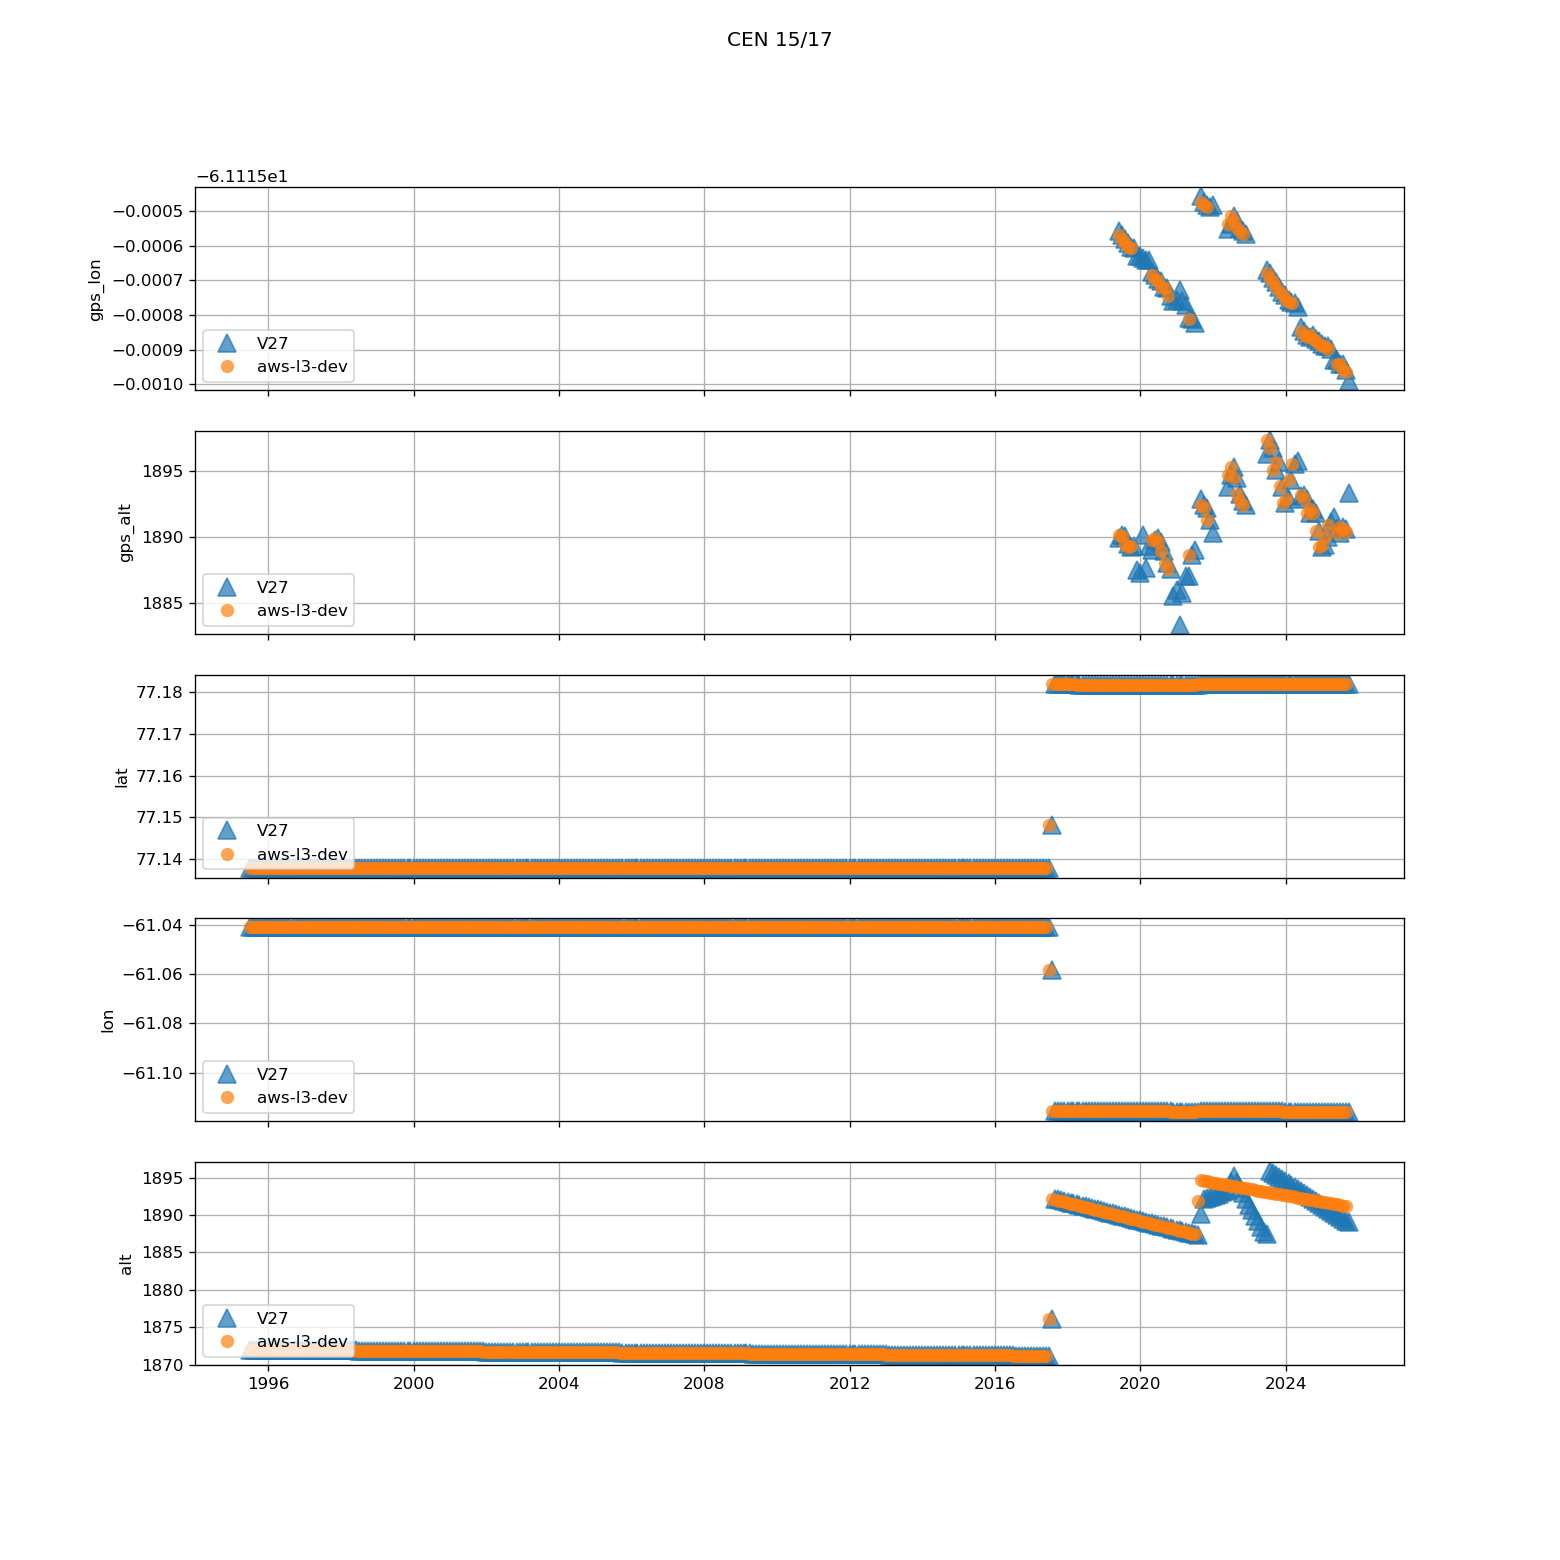 CEN 15/17
−6.1115e1
−0.0005
−0.0006
−0.0007
−0.0008
−0.0009
−0.0010
gps_lon
V27
aws-l3-dev
1895
1890
1885
gps_alt
V27
aws-l3-dev
77.18
77.17
77.16
77.15
77.14
lat
V27
aws-l3-dev
−61.04
−61.06
−61.08
−61.10
lon
V27
aws-l3-dev
1895
1890
1885
1880
1875
1870
alt
V27
aws-l3-dev
1996 2000 2004 2008 2012 2016 2020 2024